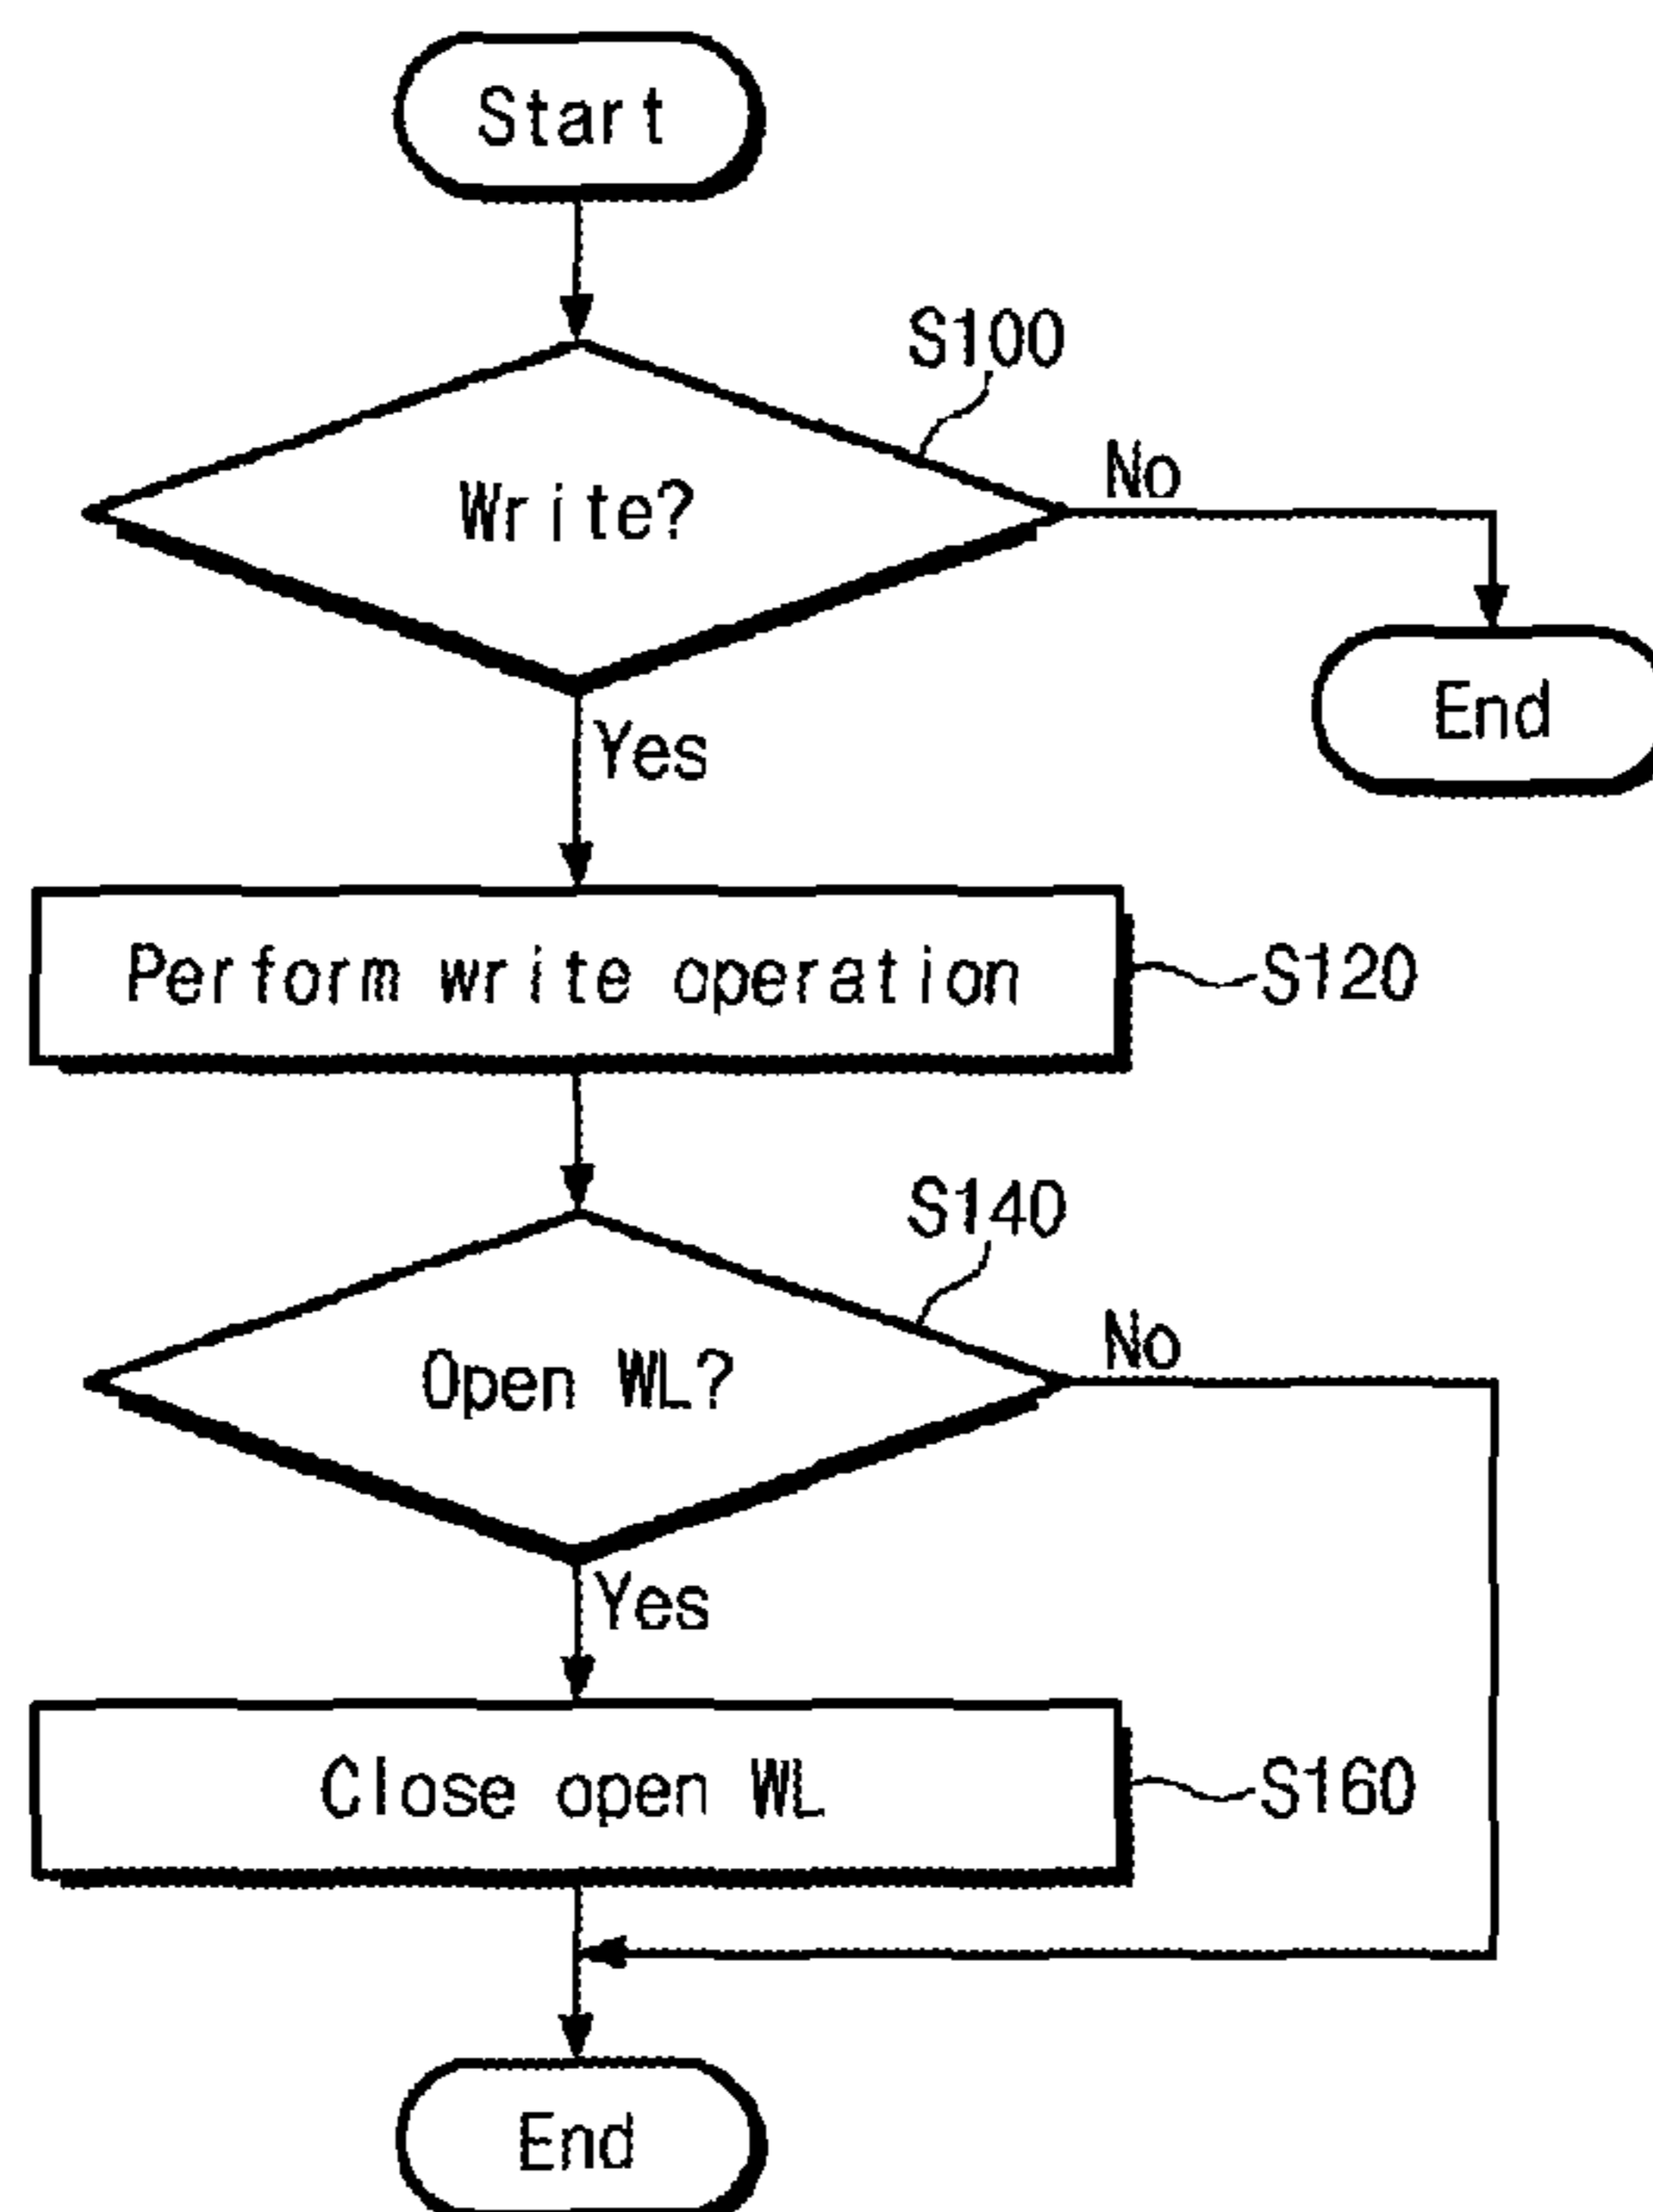 Start
S100
Write?
No
End
Yes
Perform write operation
S120
S140
Open WL?
No
Yes
Close open WL
S160
End